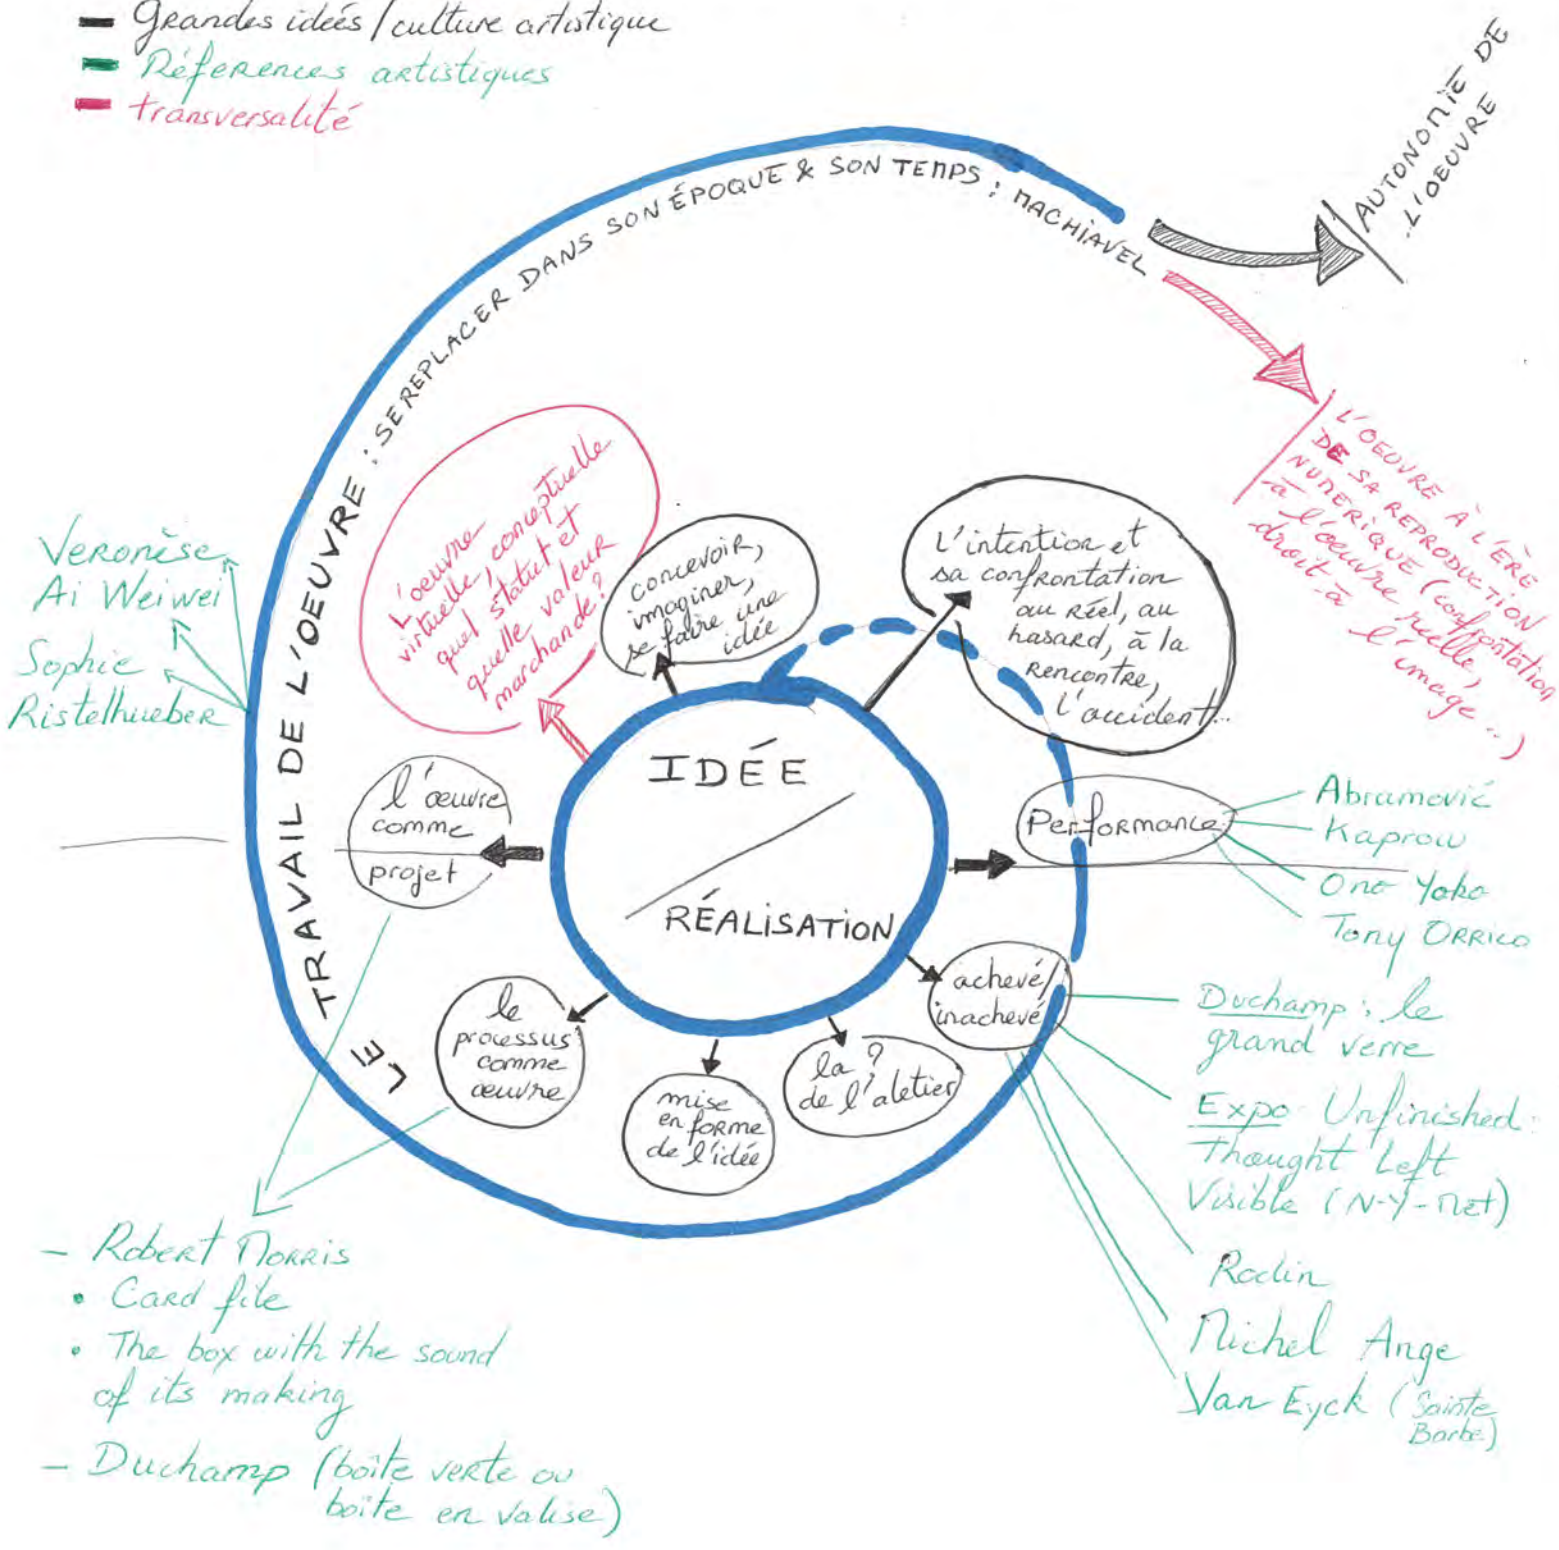 Grandes idées / culture artistique
Réferences artistiques
transversalité
AUTONOMIE DE
L'OEUVRE
LE TRAVAIL DE L'OEUVRE : SE REPLACER DANS SON ÉPOQUE & SON TEMPS : MACHIAVEL
L'OEUVRE À L'ÈRE
DE SA REPRODUCTION
NUMERIQUE (confrontation
à l'oeuvre réelle,
droit à
l'image...)
L'oeuvre
virtuelle, conceptuelle
quel statut et
quelle valeur
marchande?
concevoir,
imaginer,
se faire une
idée
L'intention et
sa confrontation
au réel, au
hasard, à la
rencontre,
l'accident...
Veronèse
Ai Weiwei
Sophie
Ristelhueber
IDÉE
RÉALISATION
l'œuvre
comme
projet
Performance
Abramović
Kaprow
Ono Yoko
Tony ORRICO
achevé/
inachevé
le
processus
comme
œuvre
mise
en forme
de l'idée
la ?
de l'aletier
Duchamp : le
grand verre
Expo Unfinished:
Thought Left
Visible (N-Y-Met)
Rodin
Michel Ange
Van Eyck (Sainte
Barbe)
- Robert Morris
• Card file
• The box with the sound
of its making
- Duchamp (boîte verte ou
boîte en valise)